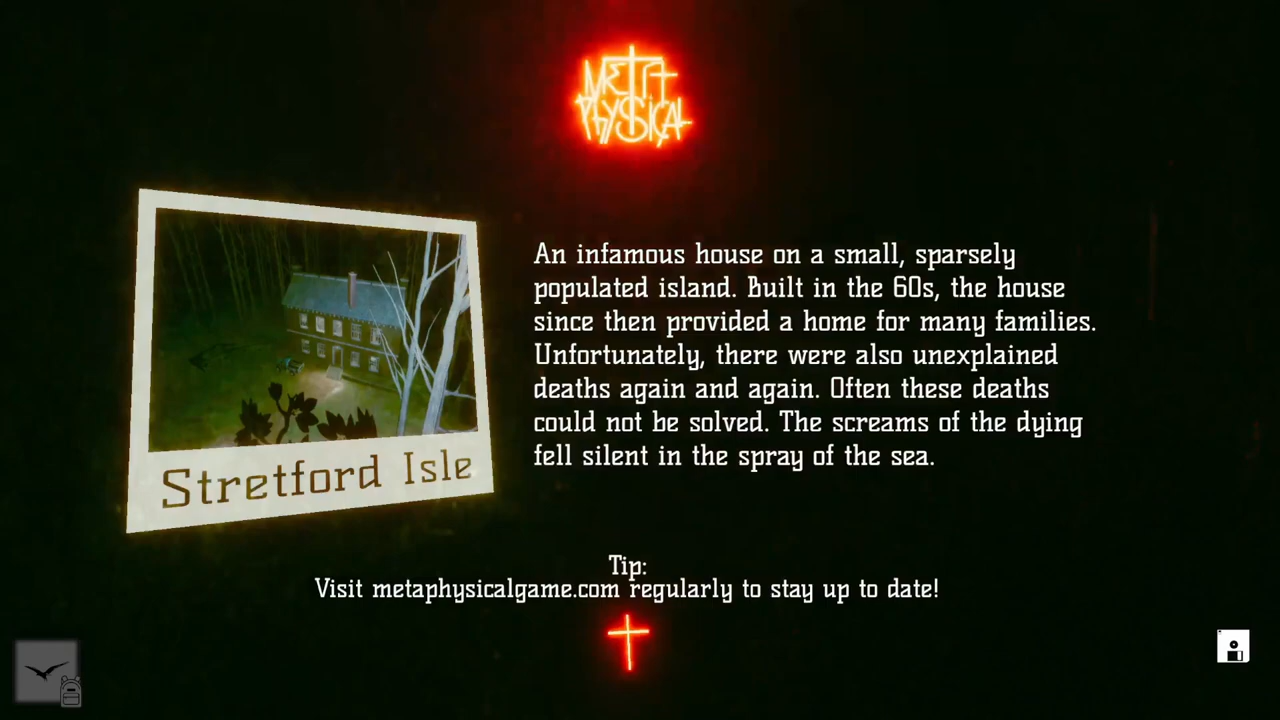 METAPHYSICAL
An infamous house on a small, sparsely
populated island. Built in the 60s, the house
since then provided a home for many families.
Unfortunately, there were also unexplained
deaths again and again. Often these deaths
could not be solved. The screams of the dying
fell silent in the spray of the sea.
Stretford Isle
Tip:
Visit metaphysicalgame.com regularly to stay up to date!